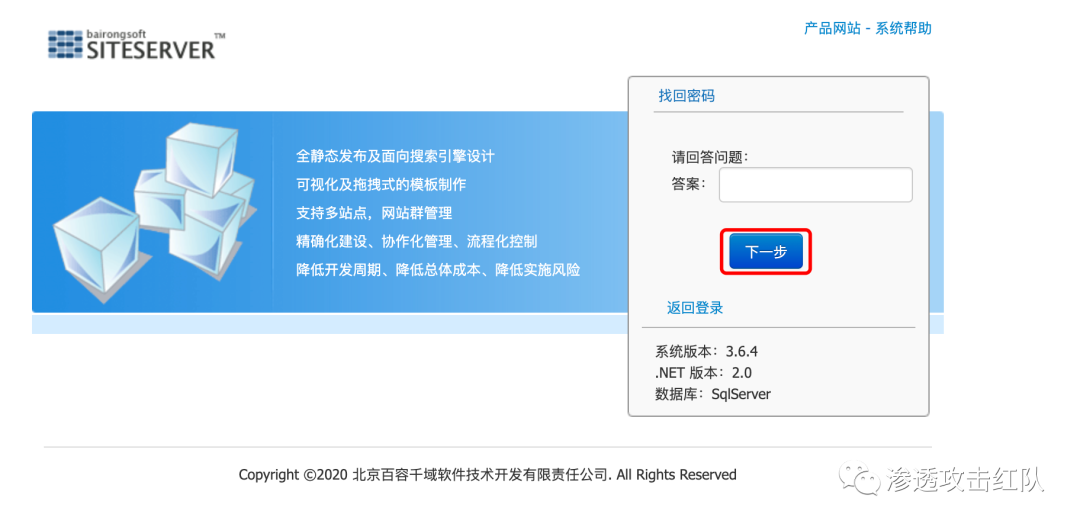 bairongsoft
SITESERVER™
产品网站 - 系统帮助
找回密码
全静态发布及面向搜索引擎设计
可视化及拖拽式的模板制作
支持多站点，网站群管理
精确化建设、协作化管理、流程化控制
降低开发周期、降低总体成本、降低实施风险
请回答问题：
答案：
下一步
返回登录
系统版本：3.6.4
.NET 版本：2.0
数据库：SqlServer
Copyright ©2020 北京百容千域软件技术开发有限责任公司. All Rights Reserved
渗透攻击红队